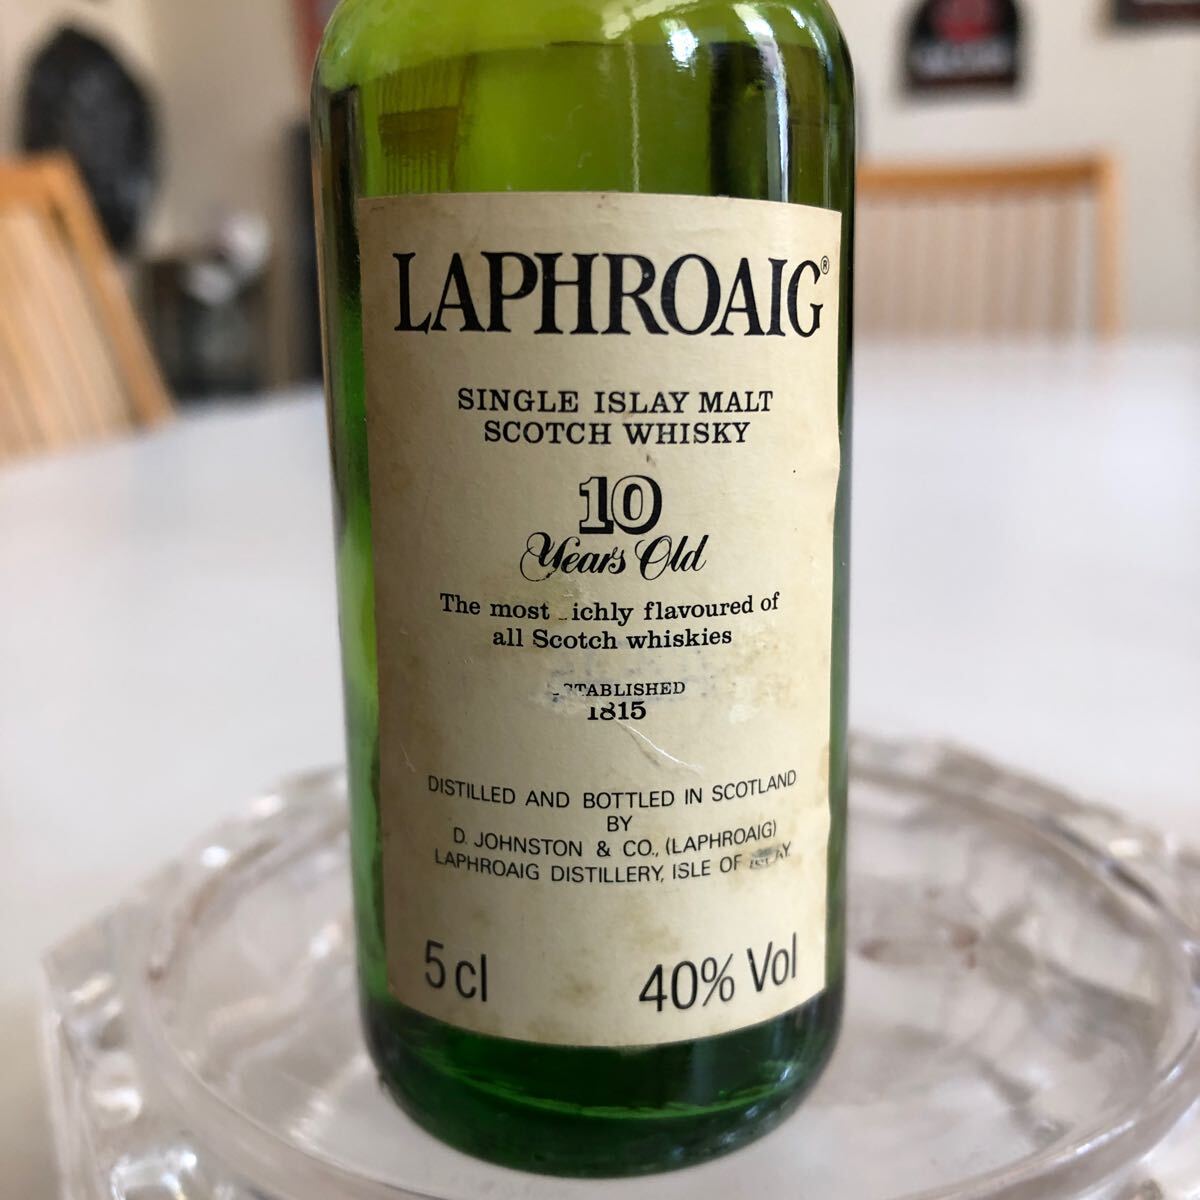 LAPHROAIG®
SINGLE ISLAY MALT
SCOTCH WHISKY
10
Years Old
The most ichly flavoured of
all Scotch whiskies
STABLISHED
1815
DISTILLED AND BOTTLED IN SCOTLAND
BY
D. JOHNSTON & CO., (LAPHROAIG)
LAPHROAIG DISTILLERY, ISLE OF ISLAY.
5 cl
40% Vol